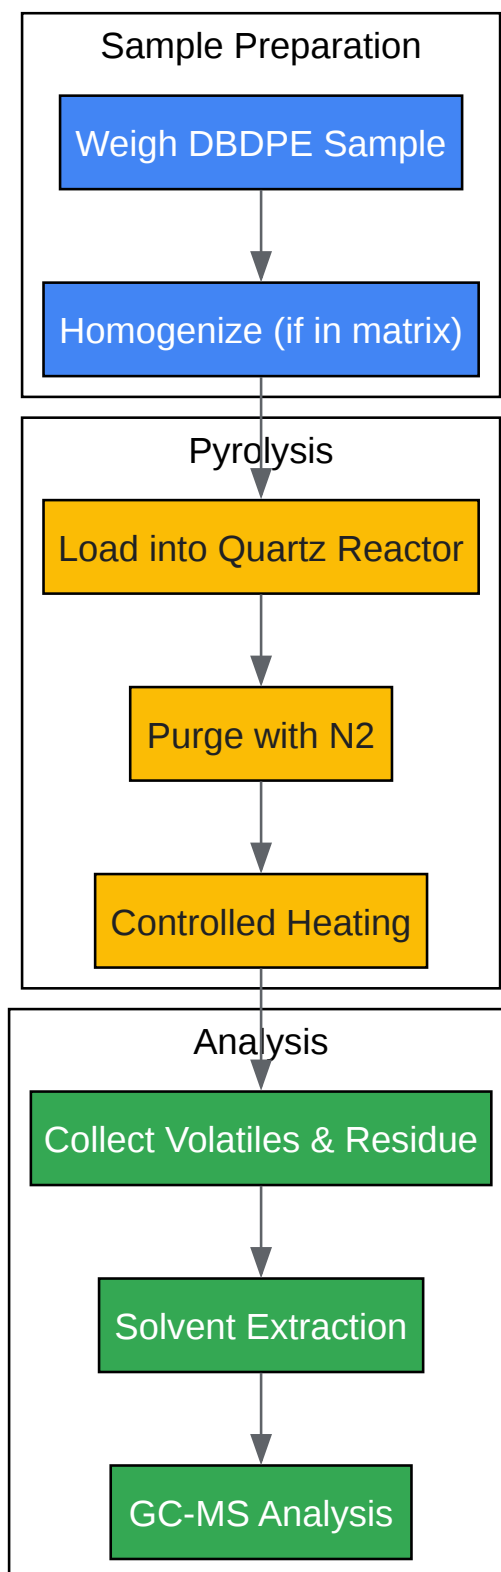 Sample Preparation
Weigh DBDPE Sample
Homogenize (if in matrix)
Pyrolysis
Load into Quartz Reactor
Purge with N2
Controlled Heating
Analysis
Collect Volatiles & Residue
Solvent Extraction
GC-MS Analysis